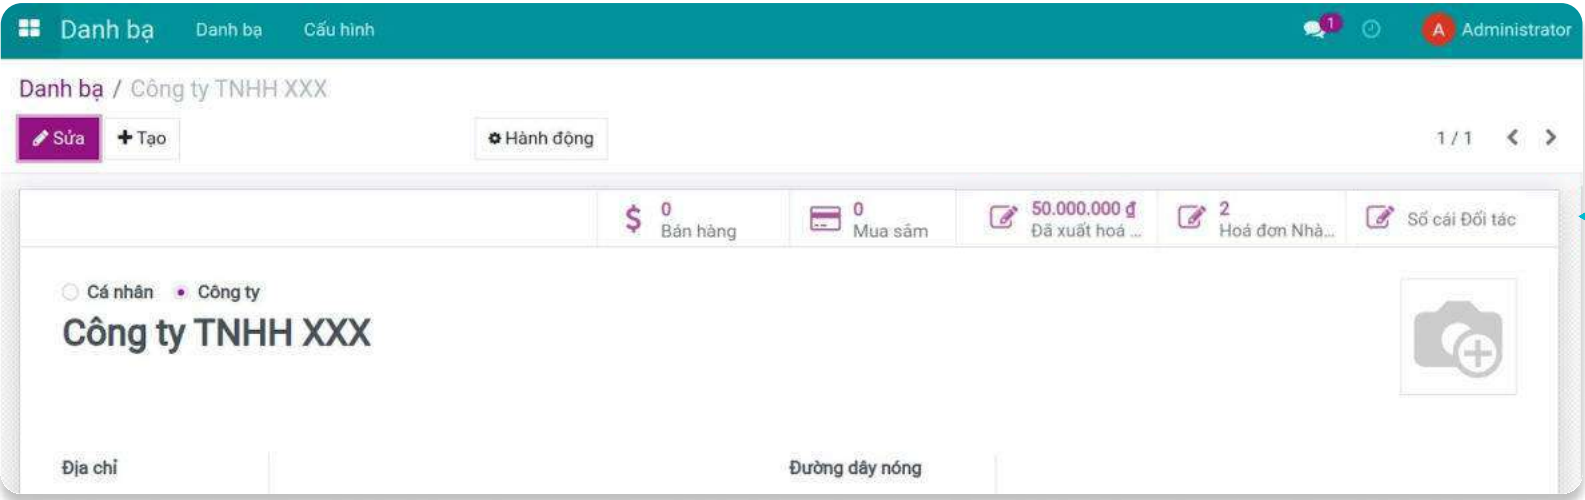 Danh bạ Danh bạ Cấu hình 1 A Administrator
Danh bạ / Công ty TNHH XXX
Sửa Tạo Hành động 1 / 1
0 0 50.000.000 ₫ 2
Bán hàng Mua sắm Đã xuất hoá ... Hoá đơn Nhà... Sổ cái Đối tác
Cá nhân Công ty
Công ty TNHH XXX
Địa chỉ Đường dây nóng